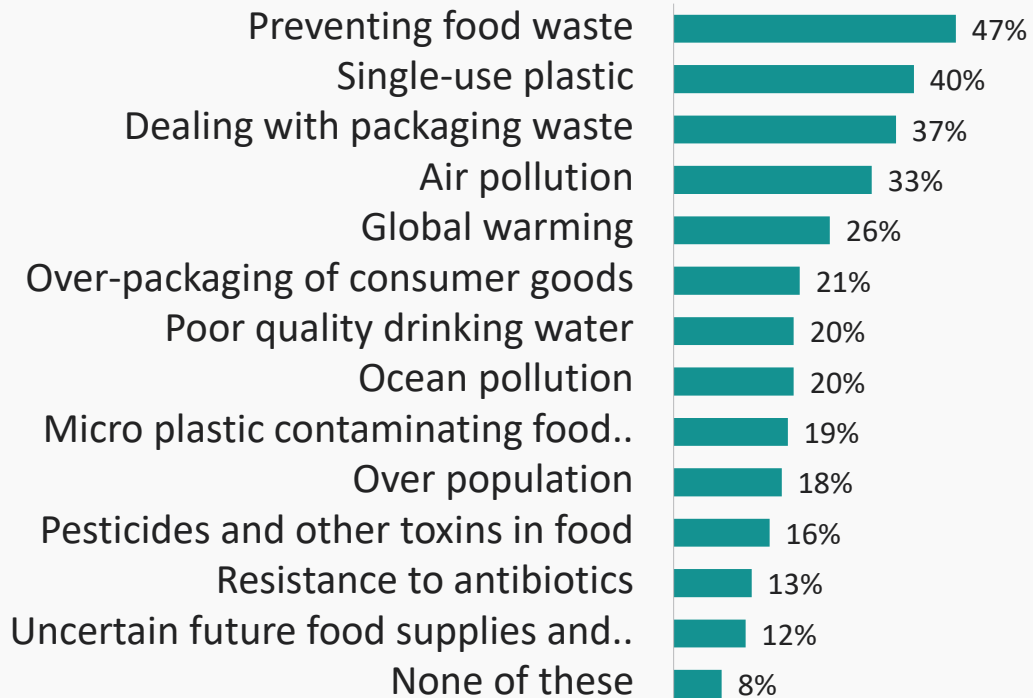 Preventing food waste 47%
Single-use plastic 40%
Dealing with packaging waste 37%
Air pollution 33%
Global warming 26%
Over-packaging of consumer goods 21%
Poor quality drinking water 20%
Ocean pollution 20%
Micro plastic contaminating food.. 19%
Over population 18%
Pesticides and other toxins in food 16%
Resistance to antibiotics 13%
Uncertain future food supplies and.. 12%
None of these 8%